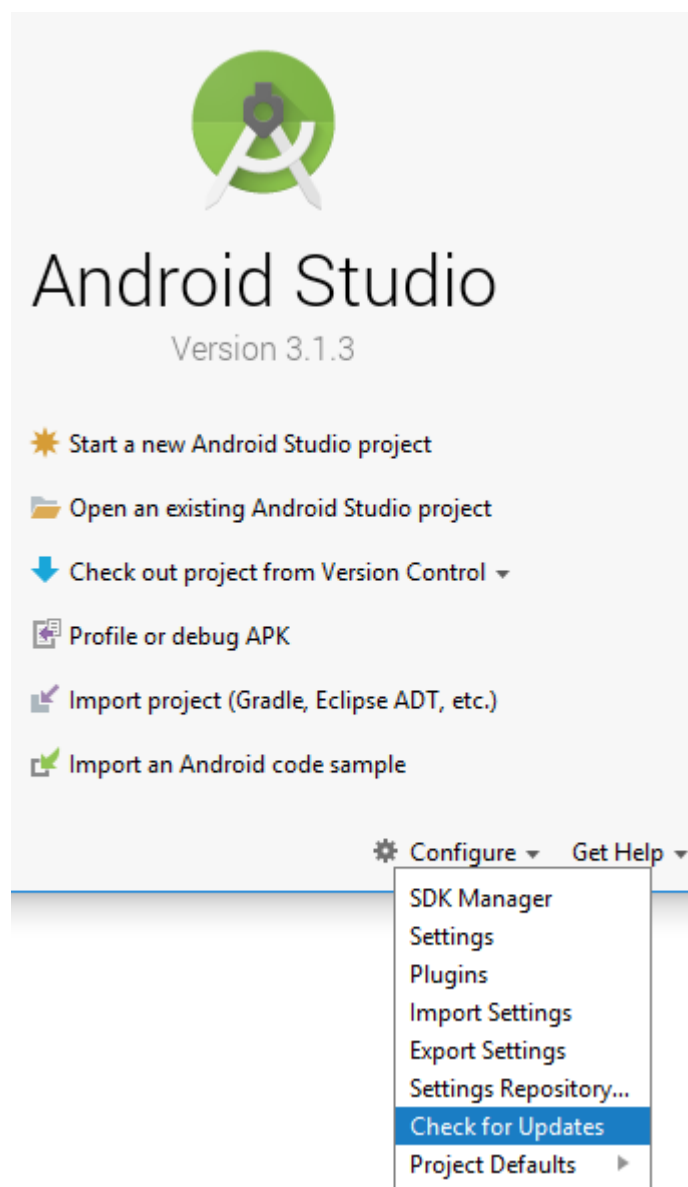 Android Studio
Version 3.1.3
Start a new Android Studio project
Open an existing Android Studio project
Check out project from Version Control
Profile or debug APK
Import project (Gradle, Eclipse ADT, etc.)
Import an Android code sample
Configure Get Help
SDK Manager
Settings
Plugins
Import Settings
Export Settings
Settings Repository...
Check for Updates
Project Defaults